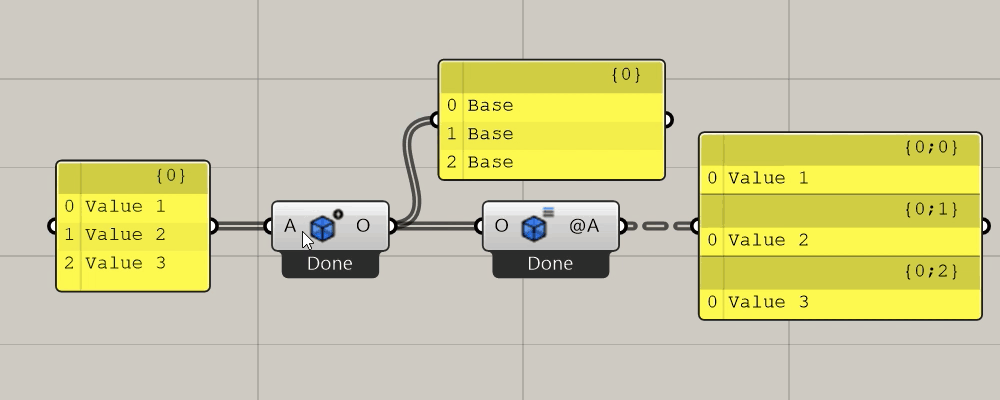 {0}
0 Value 1
1 Value 2
2 Value 3
A O
Done
{0}
0 Base
1 Base
2 Base
O @A
Done
{0;0}
0 Value 1
{0;1}
0 Value 2
{0;2}
0 Value 3